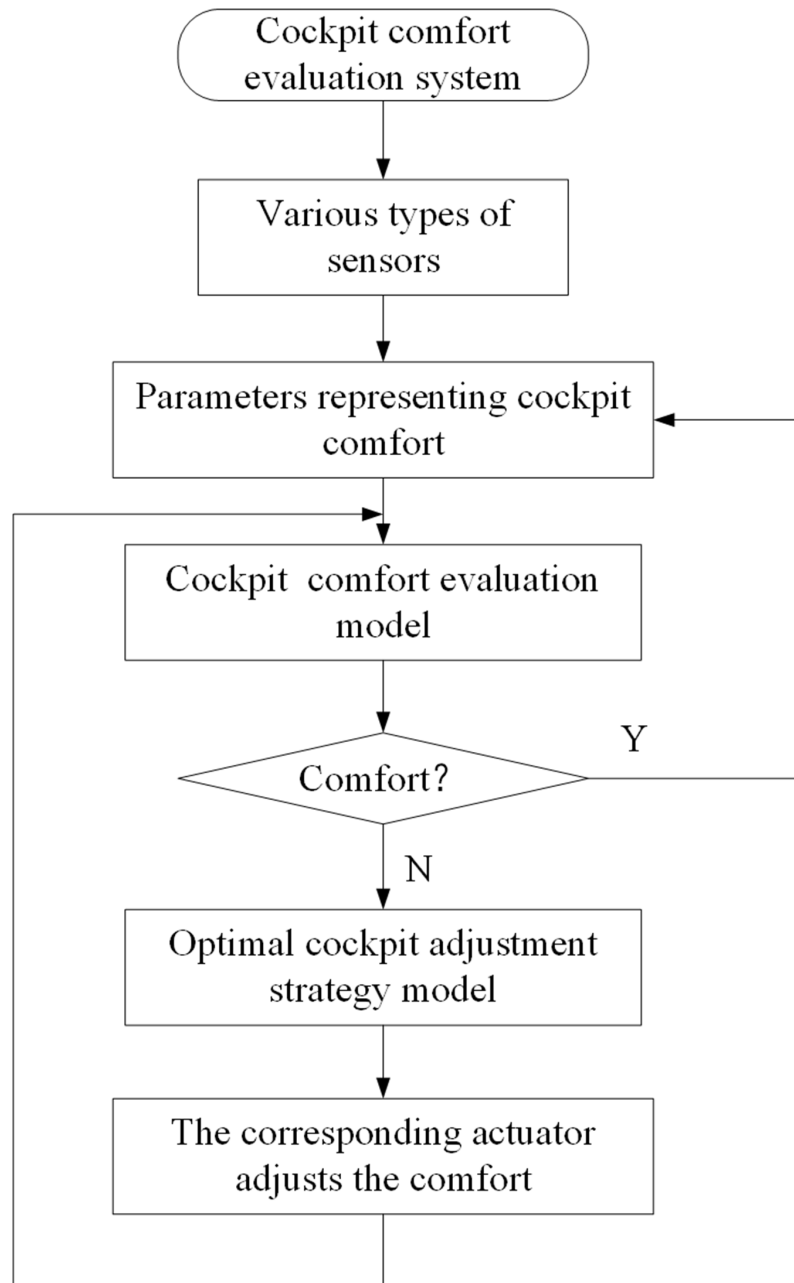 Cockpit comfort
evaluation system
Various types of
sensors
Parameters representing cockpit
comfort
Cockpit  comfort evaluation
model
Comfort?
Y
N
Optimal cockpit adjustment
strategy model
The corresponding actuator
adjusts the comfort